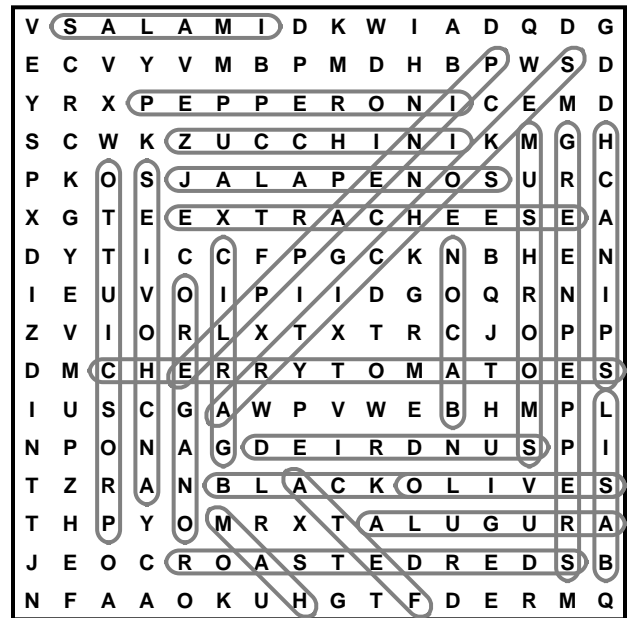 V S A L A M I D K W I A D Q D G
E C V Y V M B P M D H B P W S D
Y R X P E P P E R O N I C E M D
S C W K Z U C C H I N I K M G H
P K O S J A L A P E N O S U R C
X G T E E X T R A C H E E S E A
D Y T I C C F P G C K N B H E N
I E U V O I P I I D G O Q R N I
Z V I O R L X T X T R C J O P P
D M C H E R R Y T O M A T O E S
I U S C G A W P V W E B H M P L
N P O N A G D E I R D N U S P I
T Z R A N B L A C K O L I V E S
T H P Y O M R X T A L U G U R A
J E O C R O A S T E D R E D S B
N F A A O K U H G T F D E R M Q